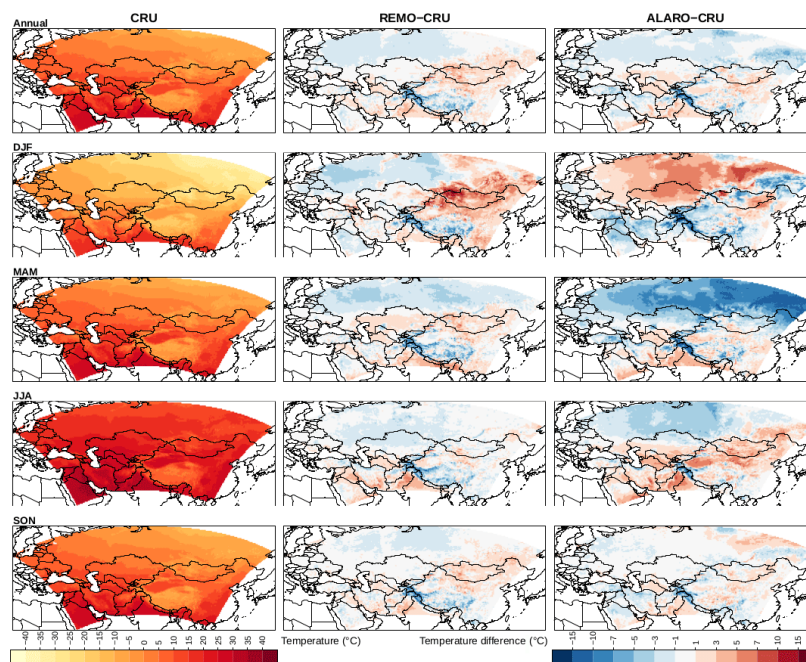 CRU REMO−CRU ALARO−CRU
Annual
DJF
MAM
JJA
SON
Temperature (°C) Temperature difference (°C)
−40 −35 −30 −25 −20 −15 −10 −5 0 5 10 15 20 25 30 35 40
−15 −10 −7 −5 −3 −1 1 3 5 7 10 15